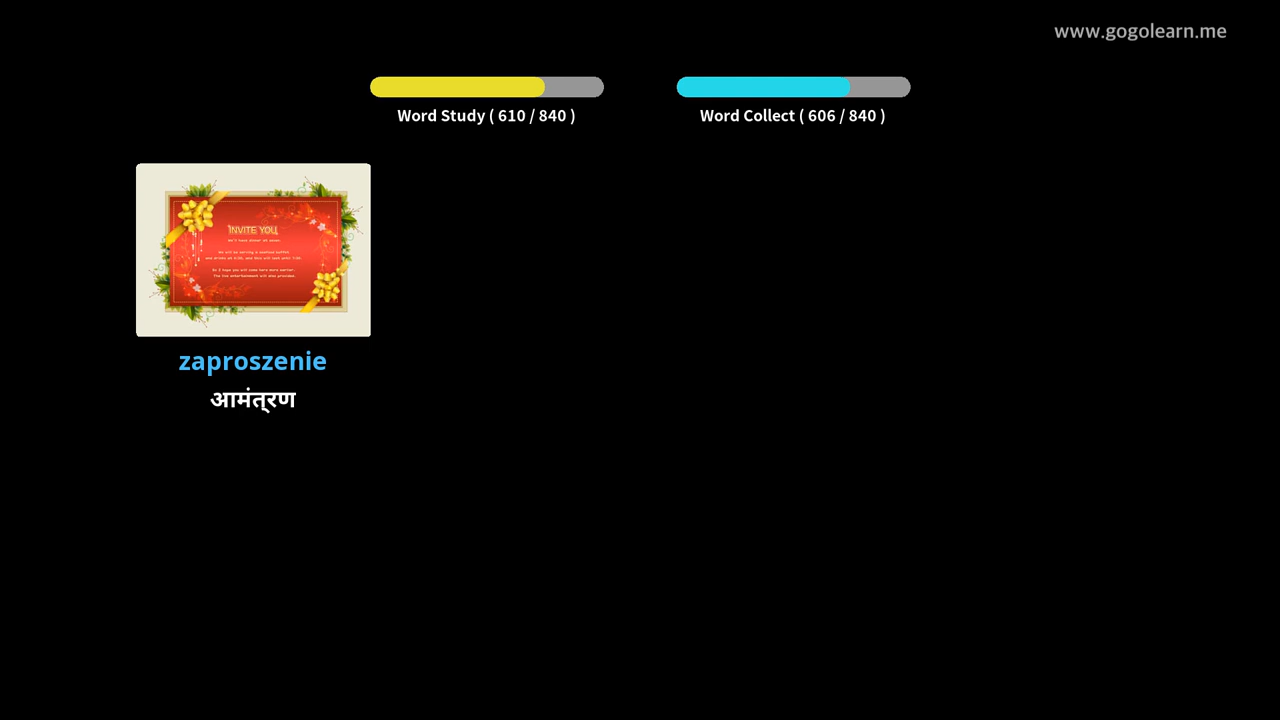 www.gogolearn.me
Word Study ( 610 / 840 )
Word Collect ( 606 / 840 )
INVITE YOU
zaproszenie
आमंत्रण